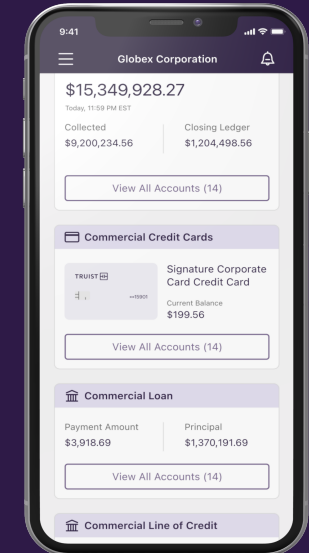 9:41
Globex Corporation
$15,349,928.27
Today, 11:59 PM EST
Collected
Closing Ledger
$9,200,234.56
$1,204,498.56
View All Accounts (14)
Commercial Credit Cards
TRUIST
Signature Corporate
Card Credit Card
••15901
Current Balance
$199.56
View All Accounts (14)
Commercial Loan
Payment Amount
Principal
$3,918.69
$1,370,191.69
View All Accounts (14)
Commercial Line of Credit